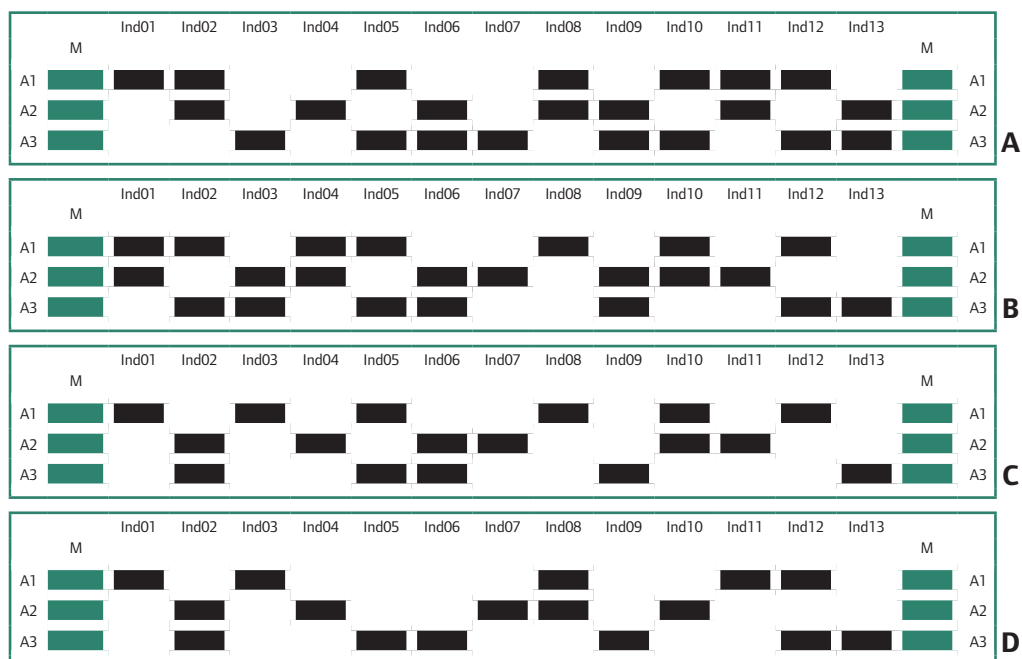 Ind01 Ind02 Ind03 Ind04 Ind05 Ind06 Ind07 Ind08 Ind09 Ind10 Ind11 Ind12 Ind13
M M
A1 A1
A2 A2
A3 A3 A
Ind01 Ind02 Ind03 Ind04 Ind05 Ind06 Ind07 Ind08 Ind09 Ind10 Ind11 Ind12 Ind13
M M
A1 A1
A2 A2
A3 A3 B
Ind01 Ind02 Ind03 Ind04 Ind05 Ind06 Ind07 Ind08 Ind09 Ind10 Ind11 Ind12 Ind13
M M
A1 A1
A2 A2
A3 A3 C
Ind01 Ind02 Ind03 Ind04 Ind05 Ind06 Ind07 Ind08 Ind09 Ind10 Ind11 Ind12 Ind13
M M
A1 A1
A2 A2
A3 A3 D